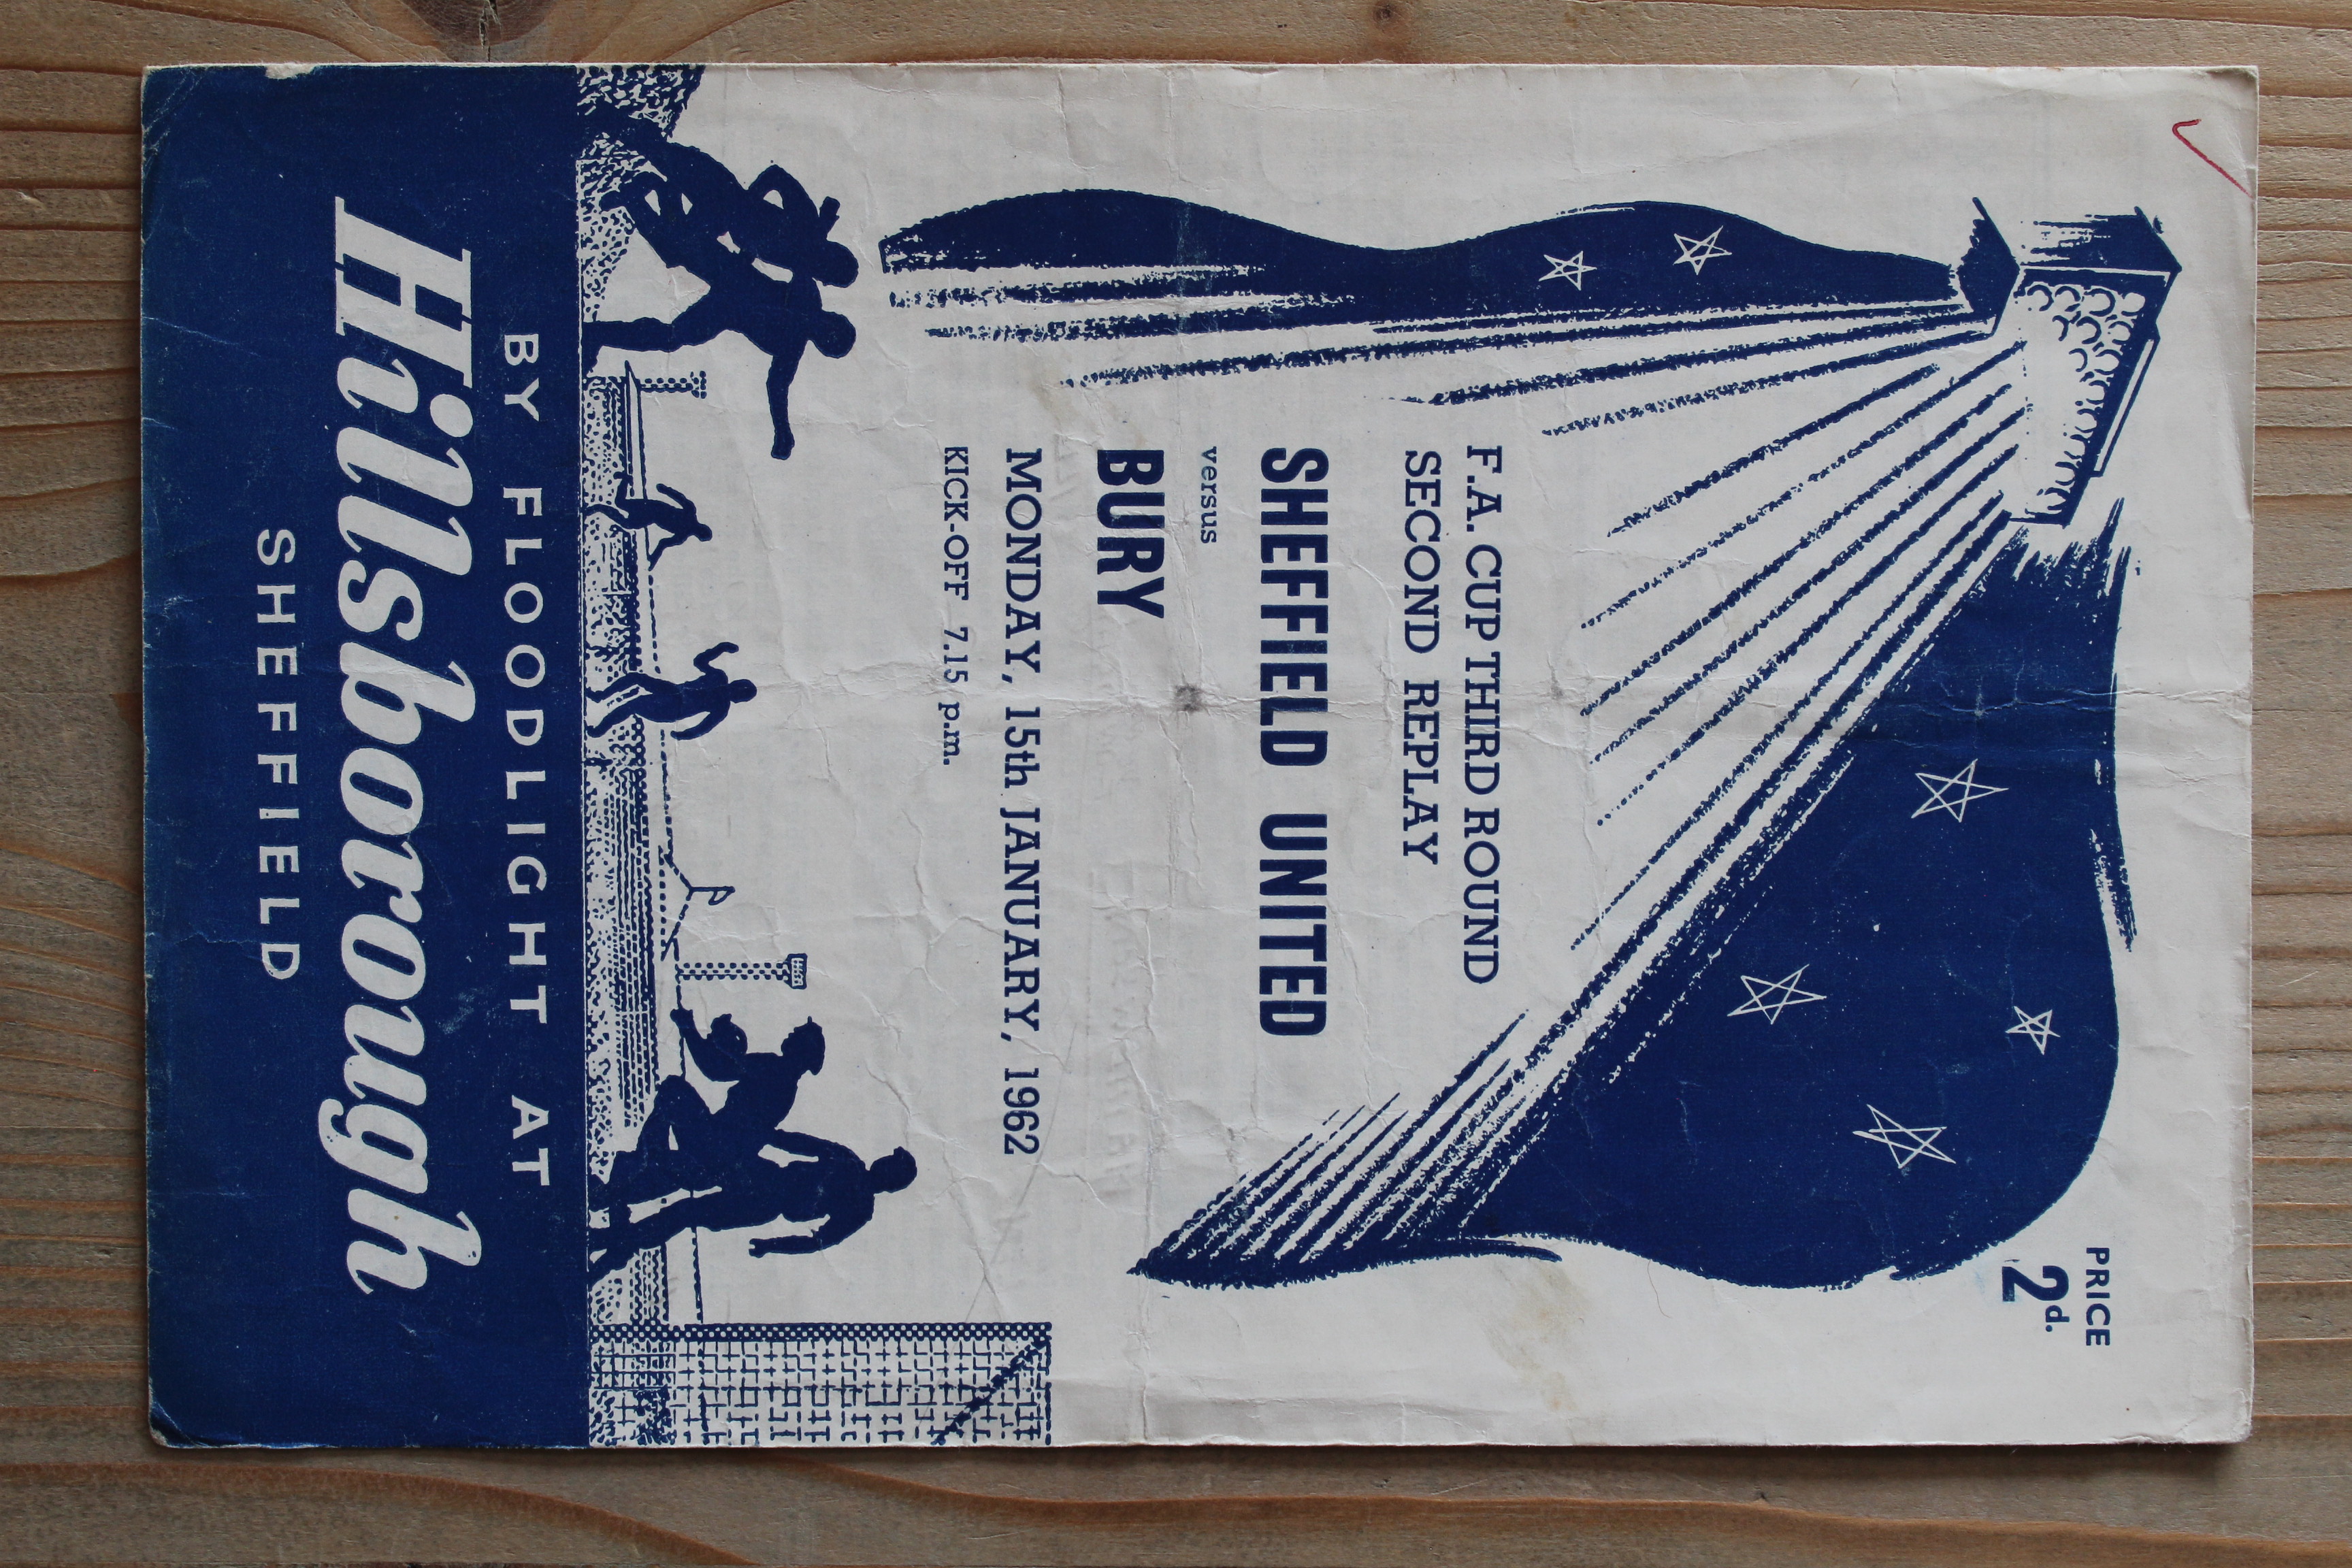 PRICE
2d.
F.A. CUP THIRD ROUND
SECOND REPLAY
SHEFFIELD UNITED
versus
BURY
MONDAY, 15th JANUARY, 1962
KICK-OFF 7.15 p.m.
BY FLOODLIGHT AT
Hillsborough
SHEFFIELD